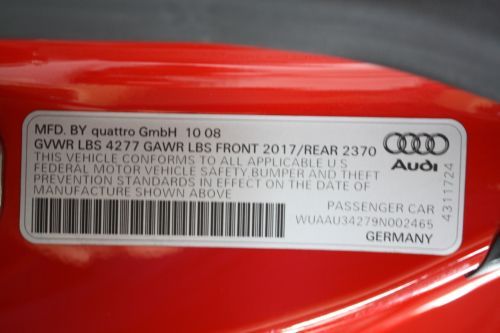 MFD. BY quattro GmbH 10 08
GVWR LBS 4277 GAWR LBS FRONT 2017/REAR 2370
THIS VEHICLE CONFORMS TO ALL APPLICABLE U S
FEDERAL MOTOR VEHICLE SAFETY,BUMPER AND THEFT
PREVENTION STANDARDS IN EFFECT ON THE DATE OF
MANUFACTURE SHOWN ABOVE
Audi
43111724
PASSENGER CAR
WUAAU34279N002465
GERMANY